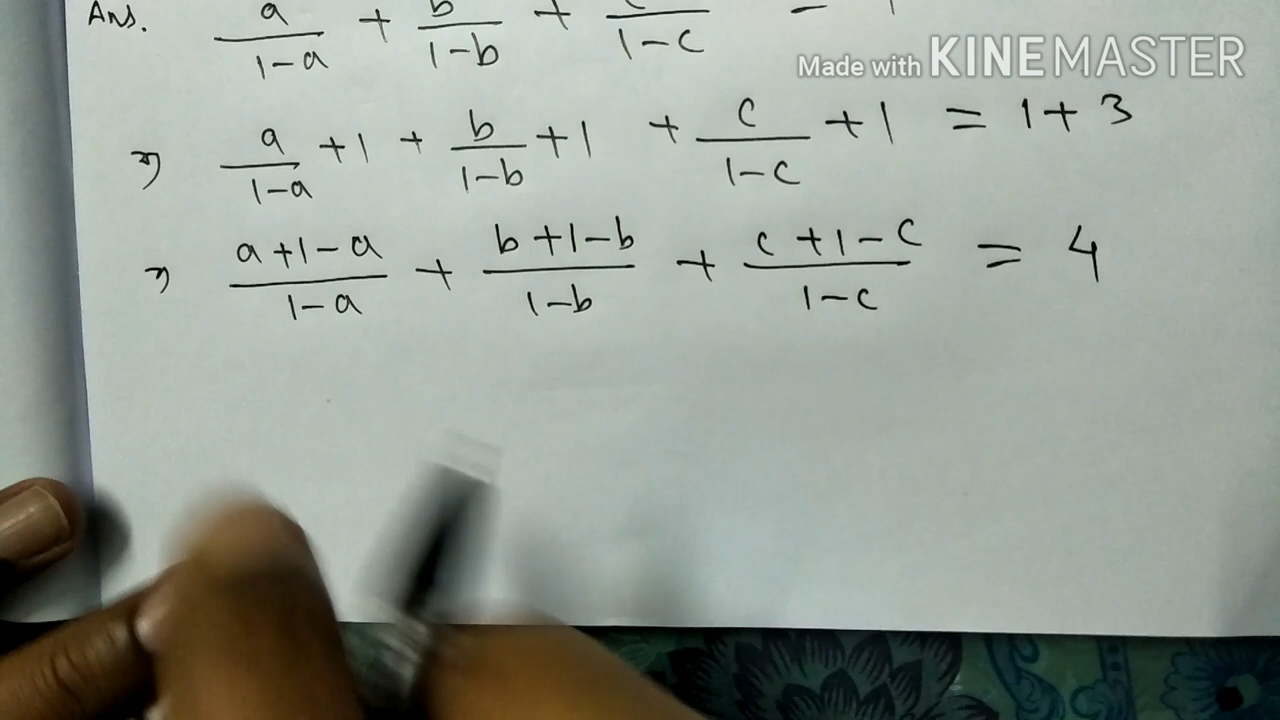 Ans. a/(1-a) + b/(1-b) + c/(1-c) = 1
Made with KINEMASTER
⇒ a/(1-a) +1 + b/(1-b) +1 + c/(1-c) +1 = 1+3
⇒ (a+1-a)/(1-a) + (b+1-b)/(1-b) + (c+1-c)/(1-c) = 4